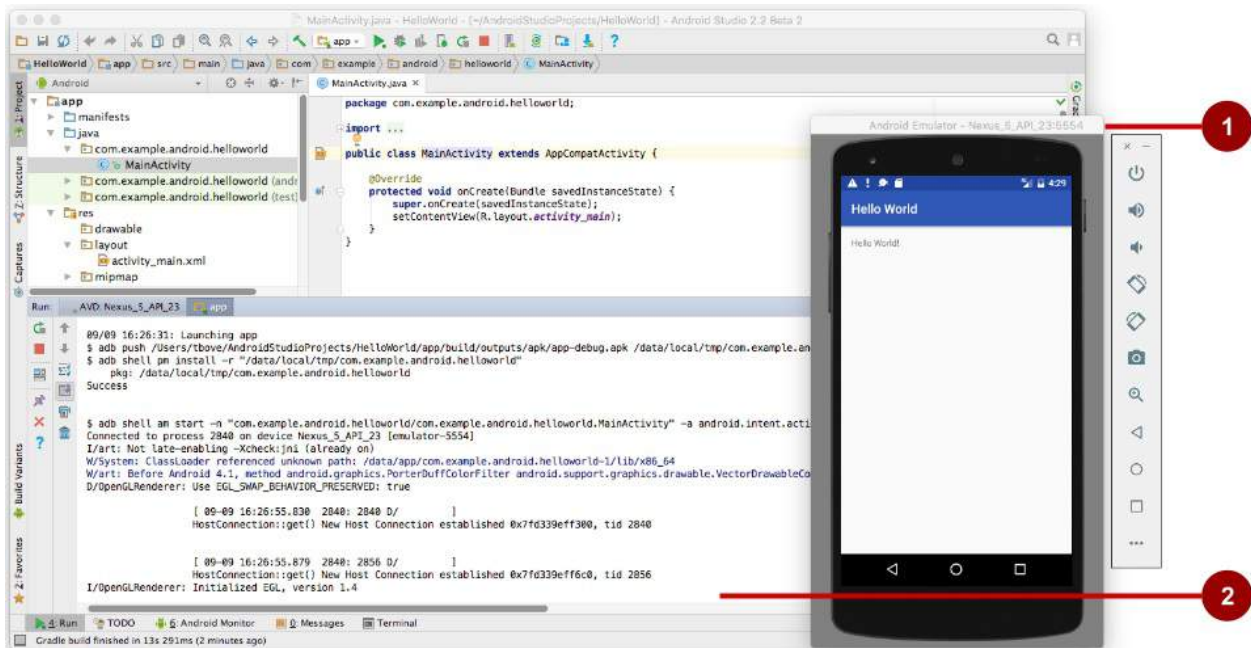 MainActivity.java - HelloWorld - [~/AndroidStudioProjects/HelloWorld] - Android Studio 2.2 Beta 2
app
HelloWorld app src main java com example android helloworld MainActivity
Android
MainActivity.java ×
1: Project
Z: Structure
Captures
Build Variants
2: Favorites
app
manifests
java
com.example.android.helloworld
MainActivity
com.example.android.helloworld (andr
com.example.android.helloworld (test)
res
drawable
layout
activity_main.xml
mipmap
package com.example.android.helloworld;
import ...
public class MainActivity extends AppCompatActivity {
@Override
protected void onCreate(Bundle savedInstanceState) {
super.onCreate(savedInstanceState);
setContentView(R.layout.activity_main);
}
}
Android Emulator - Nexus_5_API_23:5554
1
4:29
Hello World
Hello World!
Run: AVD: Nexus_5_API_23 app
09/09 16:26:31: Launching app
$ adb push /Users/tbove/AndroidStudioProjects/HelloWorld/app/build/outputs/apk/app-debug.apk /data/local/tmp/com.example.an
$ adb shell pm install -r "/data/local/tmp/com.example.android.helloworld"
pkg: /data/local/tmp/com.example.android.helloworld
Success
$ adb shell am start -n "com.example.android.helloworld/com.example.android.helloworld.MainActivity" -a android.intent.acti
Connected to process 2840 on device Nexus_5_API_23 [emulator-5554]
I/art: Not late-enabling -Xcheck:jni (already on)
W/System: ClassLoader referenced unknown path: /data/app/com.example.android.helloworld-1/lib/x86_64
W/art: Before Android 4.1, method android.graphics.PorterDuffColorFilter android.support.graphics.drawable.VectorDrawableCo
D/OpenGLRenderer: Use EGL_SWAP_BEHAVIOR_PRESERVED: true
[ 09-09 16:26:55.830 2840: 2840 D/ ]
HostConnection::get() New Host Connection established 0x7fd339eff300, tid 2840
[ 09-09 16:26:55.879 2840: 2856 D/ ]
HostConnection::get() New Host Connection established 0x7fd339eff6c0, tid 2856
I/OpenGLRenderer: Initialized EGL, version 1.4
2
4: Run TODO 6: Android Monitor 0: Messages Terminal
Gradle build finished in 13s 291ms (2 minutes ago)